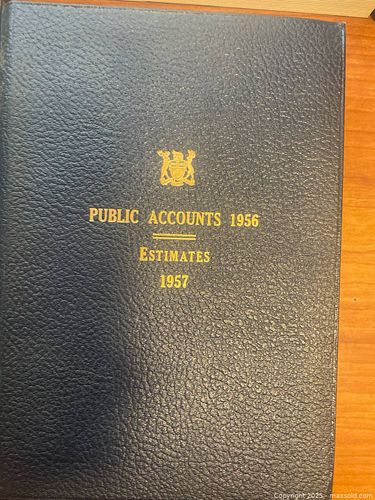 PUBLIC ACCOUNTS 1956
ESTIMATES
1957
Copyright 2025 - maxsold.com